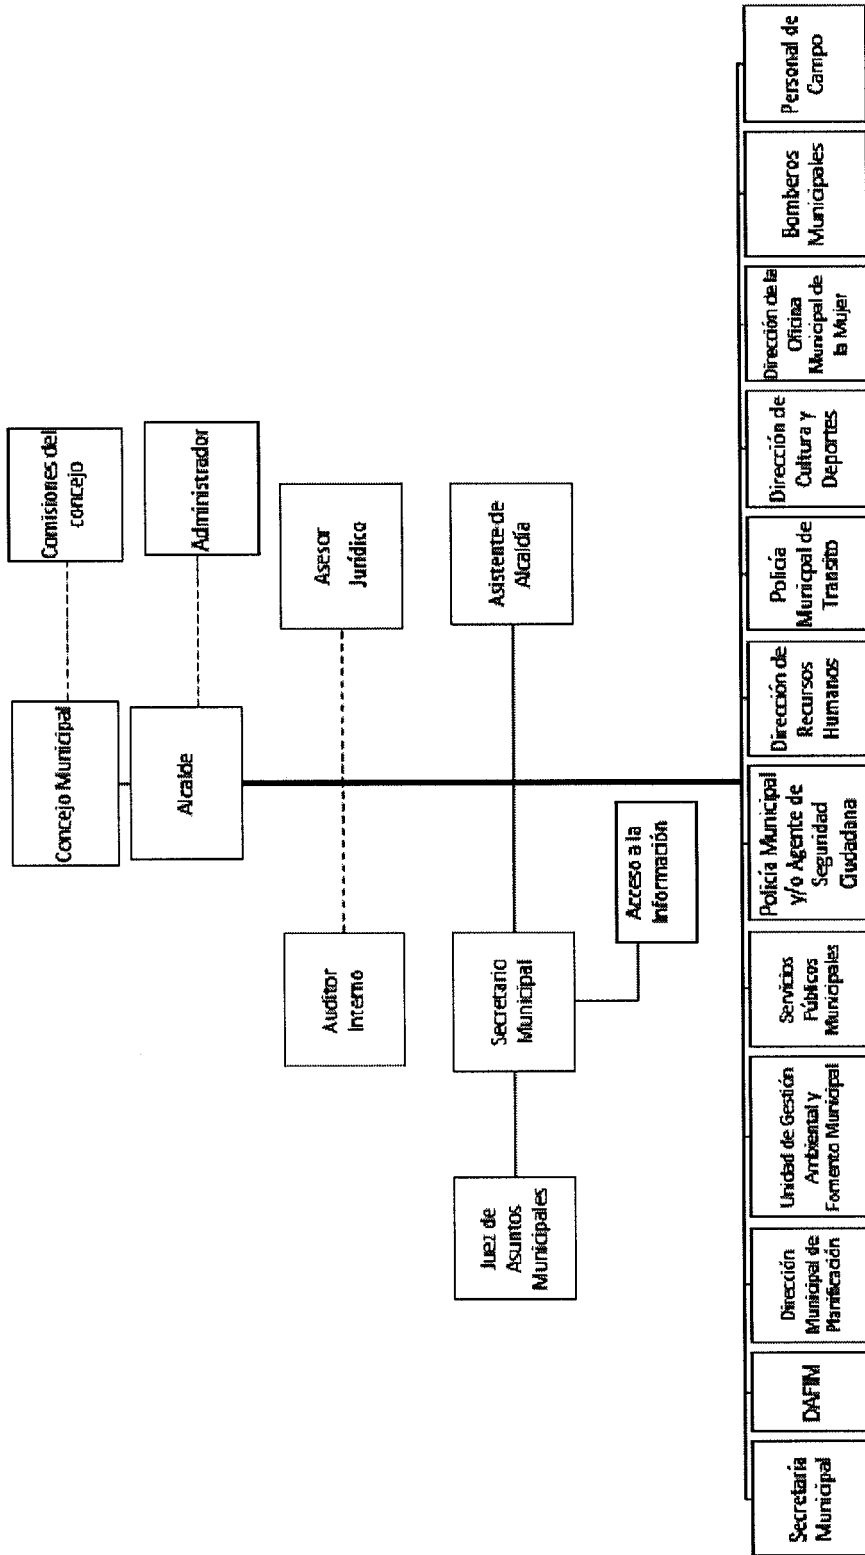 Concejo Municipal
Comisiones del
concejo
Alcalde
Administrador
Auditor
Interno
Asesor
Jurídico
Juez de
Asuntos
Municipales
Secretario
Municipal
Asistente de
Alcaldía
Acceso a la
Información
Secretaría
Municipal
DAFIM
Dirección
Municipal de
Planificación
Unidad de Gestión
Ambiental y
Fomento Municipal
Servicios
Públicos
Municipales
Policía Municipal
y/o Agente de
Seguridad
Ciudadana
Dirección de
Recursos
Humanos
Policía
Municpal de
Transito
Dirección de
Cultura y
Deportes
Dirección de la
Oficina
Municipal de
la Mujer
Bomberos
Municipales
Personal de
Campo